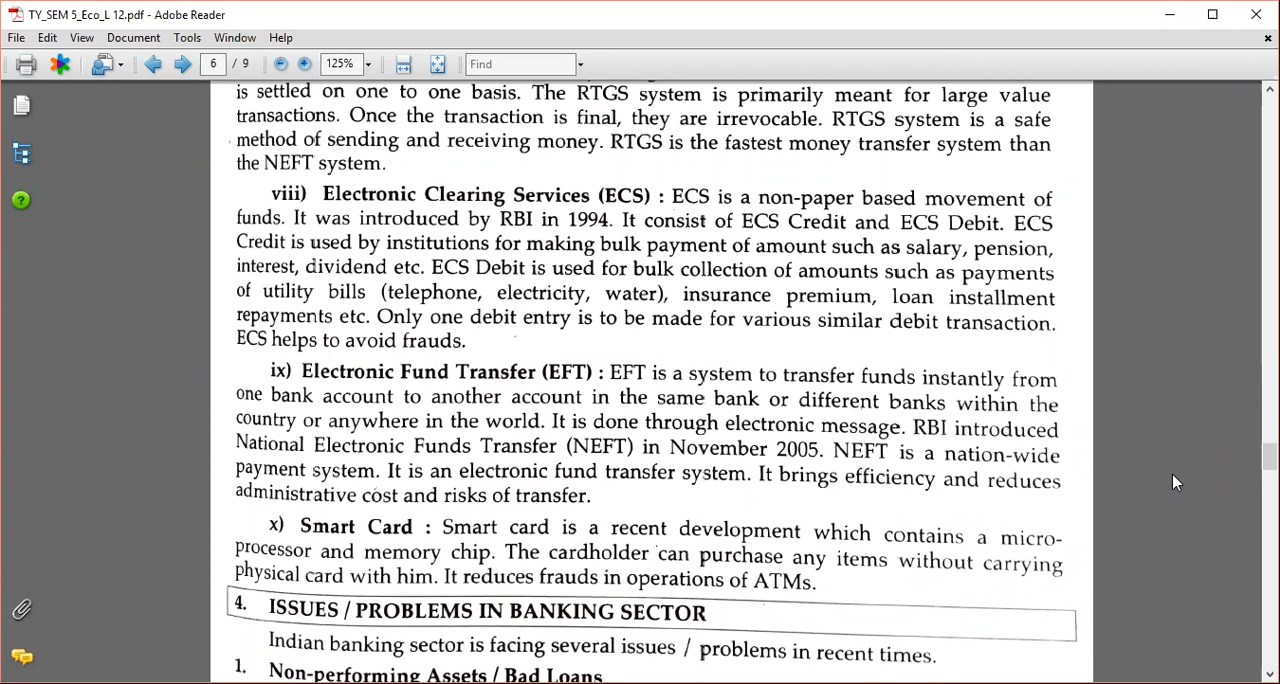 TY_SEM 5_Eco_L 12.pdf - Adobe Reader
File Edit View Document Tools Window Help
6 / 9 125% Find
is settled on one to one basis. The RTGS system is primarily meant for large value
transactions. Once the transaction is final, they are irrevocable. RTGS system is a safe
method of sending and receiving money. RTGS is the fastest money transfer system than
the NEFT system.
viii) Electronic Clearing Services (ECS) : ECS is a non-paper based movement of
funds. It was introduced by RBI in 1994. It consist of ECS Credit and ECS Debit. ECS
Credit is used by institutions for making bulk payment of amount such as salary, pension,
interest, dividend etc. ECS Debit is used for bulk collection of amounts such as payments
of utility bills (telephone, electricity, water), insurance premium, loan installment
repayments etc. Only one debit entry is to be made for various similar debit transaction.
ECS helps to avoid frauds.
ix) Electronic Fund Transfer (EFT) : EFT is a system to transfer funds instantly from
one bank account to another account in the same bank or different banks within the
country or anywhere in the world. It is done through electronic message. RBI introduced
National Electronic Funds Transfer (NEFT) in November 2005. NEFT is a nation-wide
payment system. It is an electronic fund transfer system. It brings efficiency and reduces
administrative cost and risks of transfer.
x) Smart Card : Smart card is a recent development which contains a micro-
processor and memory chip. The cardholder can purchase any items without carrying
physical card with him. It reduces frauds in operations of ATMs.
4. ISSUES / PROBLEMS IN BANKING SECTOR
Indian banking sector is facing several issues / problems in recent times.
1. Non-performing Assets / Bad Loans